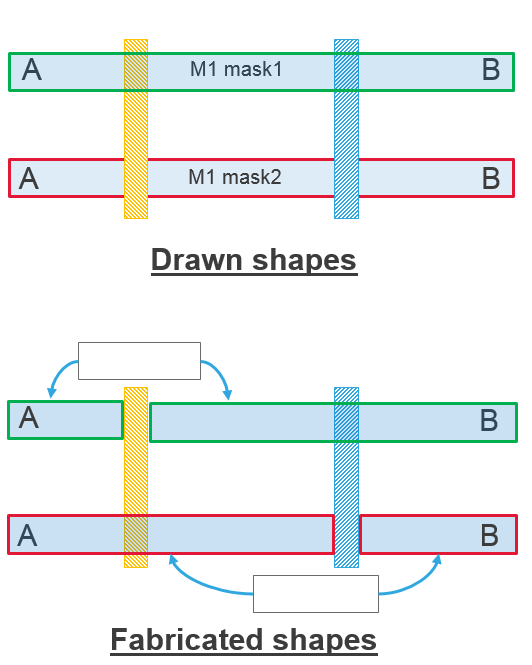 A M1 mask1 B
A M1 mask2 B
Drawn shapes
A B
A B
Fabricated shapes